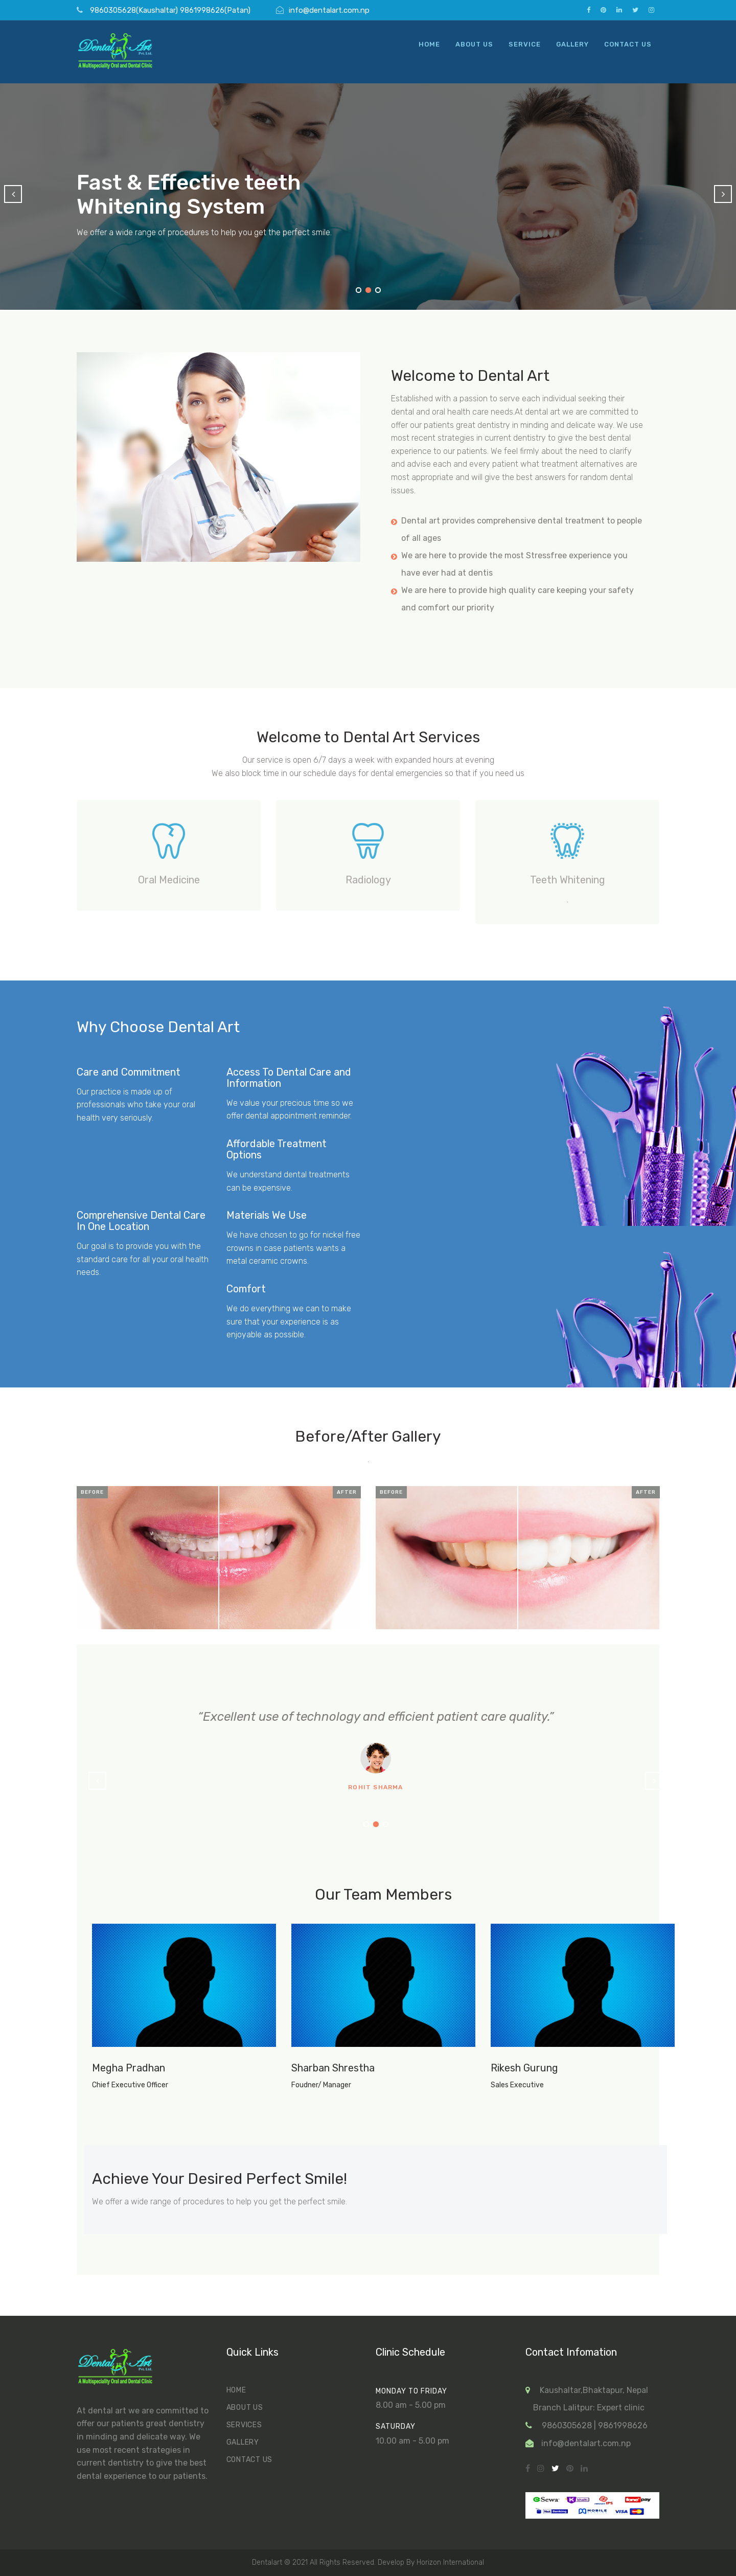 9860305628(Kaushaltar) 9861998626(Patan)
info@dentalart.com.np
Dental Art
Pvt. Ltd.
A Multispeciality Oral and Dental Clinic
HOME
ABOUT US
SERVICE
GALLERY
CONTACT US
Fast & Effective teeth
Whitening System
We offer a wide range of procedures to help you get the perfect smile.
Welcome to Dental Art
Established with a passion to serve each individual seeking their
dental and oral health care needs.At dental art we are committed to
offer our patients great dentistry in minding and delicate way. We use
most recent strategies in current dentistry to give the best dental
experience to our patients. We feel firmly about the need to clarify
and advise each and every patient what treatment alternatives are
most appropriate and will give the best answers for random dental
issues.
Dental art provides comprehensive dental treatment to people
of all ages
We are here to provide the most Stressfree experience you
have ever had at dentis
We are here to provide high quality care keeping your safety
and comfort our priority
Welcome to Dental Art Services
Our service is open 6/7 days a week with expanded hours at evening
We also block time in our schedule days for dental emergencies so that if you need us
Oral Medicine
Radiology
Teeth Whitening
.
Why Choose Dental Art
Care and Commitment
Our practice is made up of
professionals who take your oral
health very seriously.
Access To Dental Care and
Information
We value your precious time so we
offer dental appointment reminder.
Affordable Treatment
Options
We understand dental treatments
can be expensive.
Comprehensive Dental Care
In One Location
Our goal is to provide you with the
standard care for all your oral health
needs.
Materials We Use
We have chosen to go for nickel free
crowns in case patients wants a
metal ceramic crowns.
Comfort
We do everything we can to make
sure that your experience is as
enjoyable as possible.
Before/After Gallery
.
BEFORE
AFTER
BEFORE
AFTER
“Excellent use of technology and efficient patient care quality.”
ROHIT SHARMA
Our Team Members
Megha Pradhan
Chief Executive Officer
Sharban Shrestha
Foudner/ Manager
Rikesh Gurung
Sales Executive
Achieve Your Desired Perfect Smile!
We offer a wide range of procedures to help you get the perfect smile.
Dental Art
Pvt. Ltd.
A Multispeciality Oral and Dental Clinic
At dental art we are committed to
offer our patients great dentistry
in minding and delicate way. We
use most recent strategies in
current dentistry to give the best
dental experience to our patients.
Quick Links
HOME
ABOUT US
SERVICES
GALLERY
CONTACT US
Clinic Schedule
MONDAY TO FRIDAY
8.00 am - 5.00 pm
SATURDAY
10.00 am - 5.00 pm
Contact Infomation
Kaushaltar,Bhaktapur, Nepal
Branch Lalitpur: Expert clinic
9860305628 | 9861998626
info@dentalart.com.np
eSewa
khalti
IPS
fonepay
MOBILE
VISA
Dentalart © 2021 All Rights Reserved. Develop By Horizon International